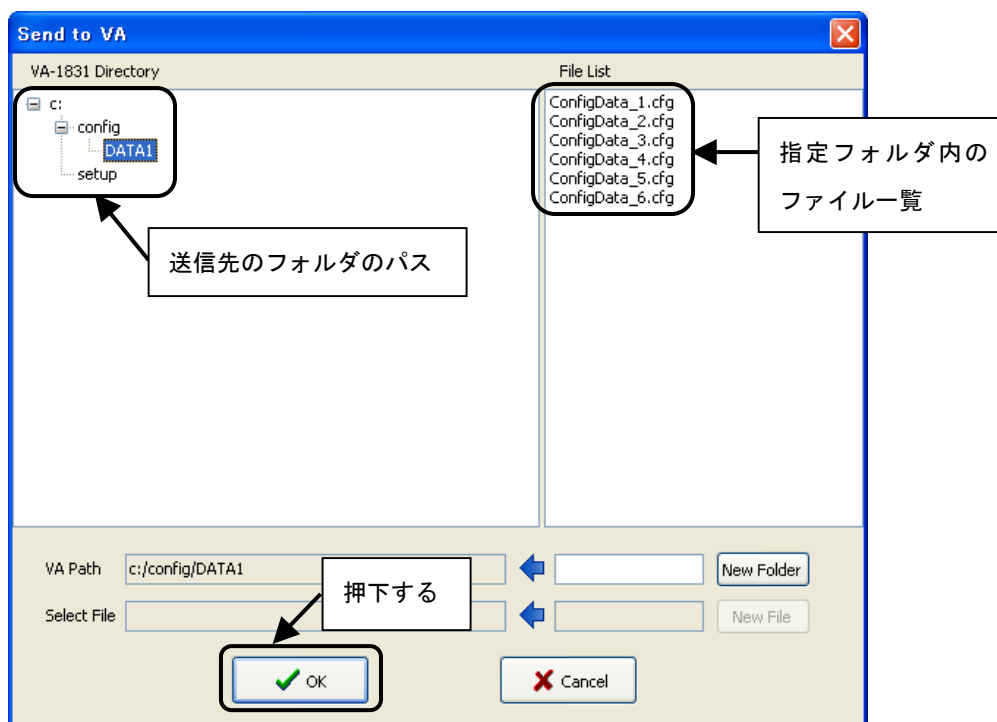 Send to VA
VA-1831 Directory
File List
c:
config
DATA1
setup
ConfigData_1.cfg
ConfigData_2.cfg
ConfigData_3.cfg
ConfigData_4.cfg
ConfigData_5.cfg
ConfigData_6.cfg
指定フォルダ内の
ファイル一覧
送信先のフォルダのパス
VA Path
c:/config/DATA1
New Folder
押下する
Select File
New File
OK
Cancel